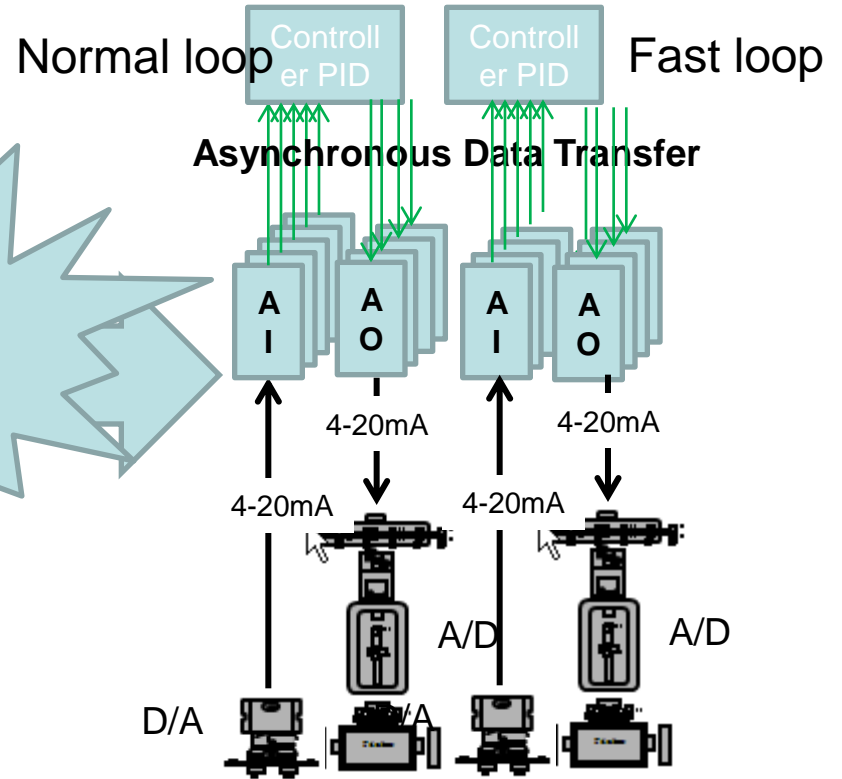 Normal loop
Controll
er PID
Controll
er PID
Fast loop
Asynchronous Data Transfer
A
I
A
O
A
I
A
O
4-20mA
4-20mA
4-20mA
4-20mA
A/D
A/D
D/A
/A